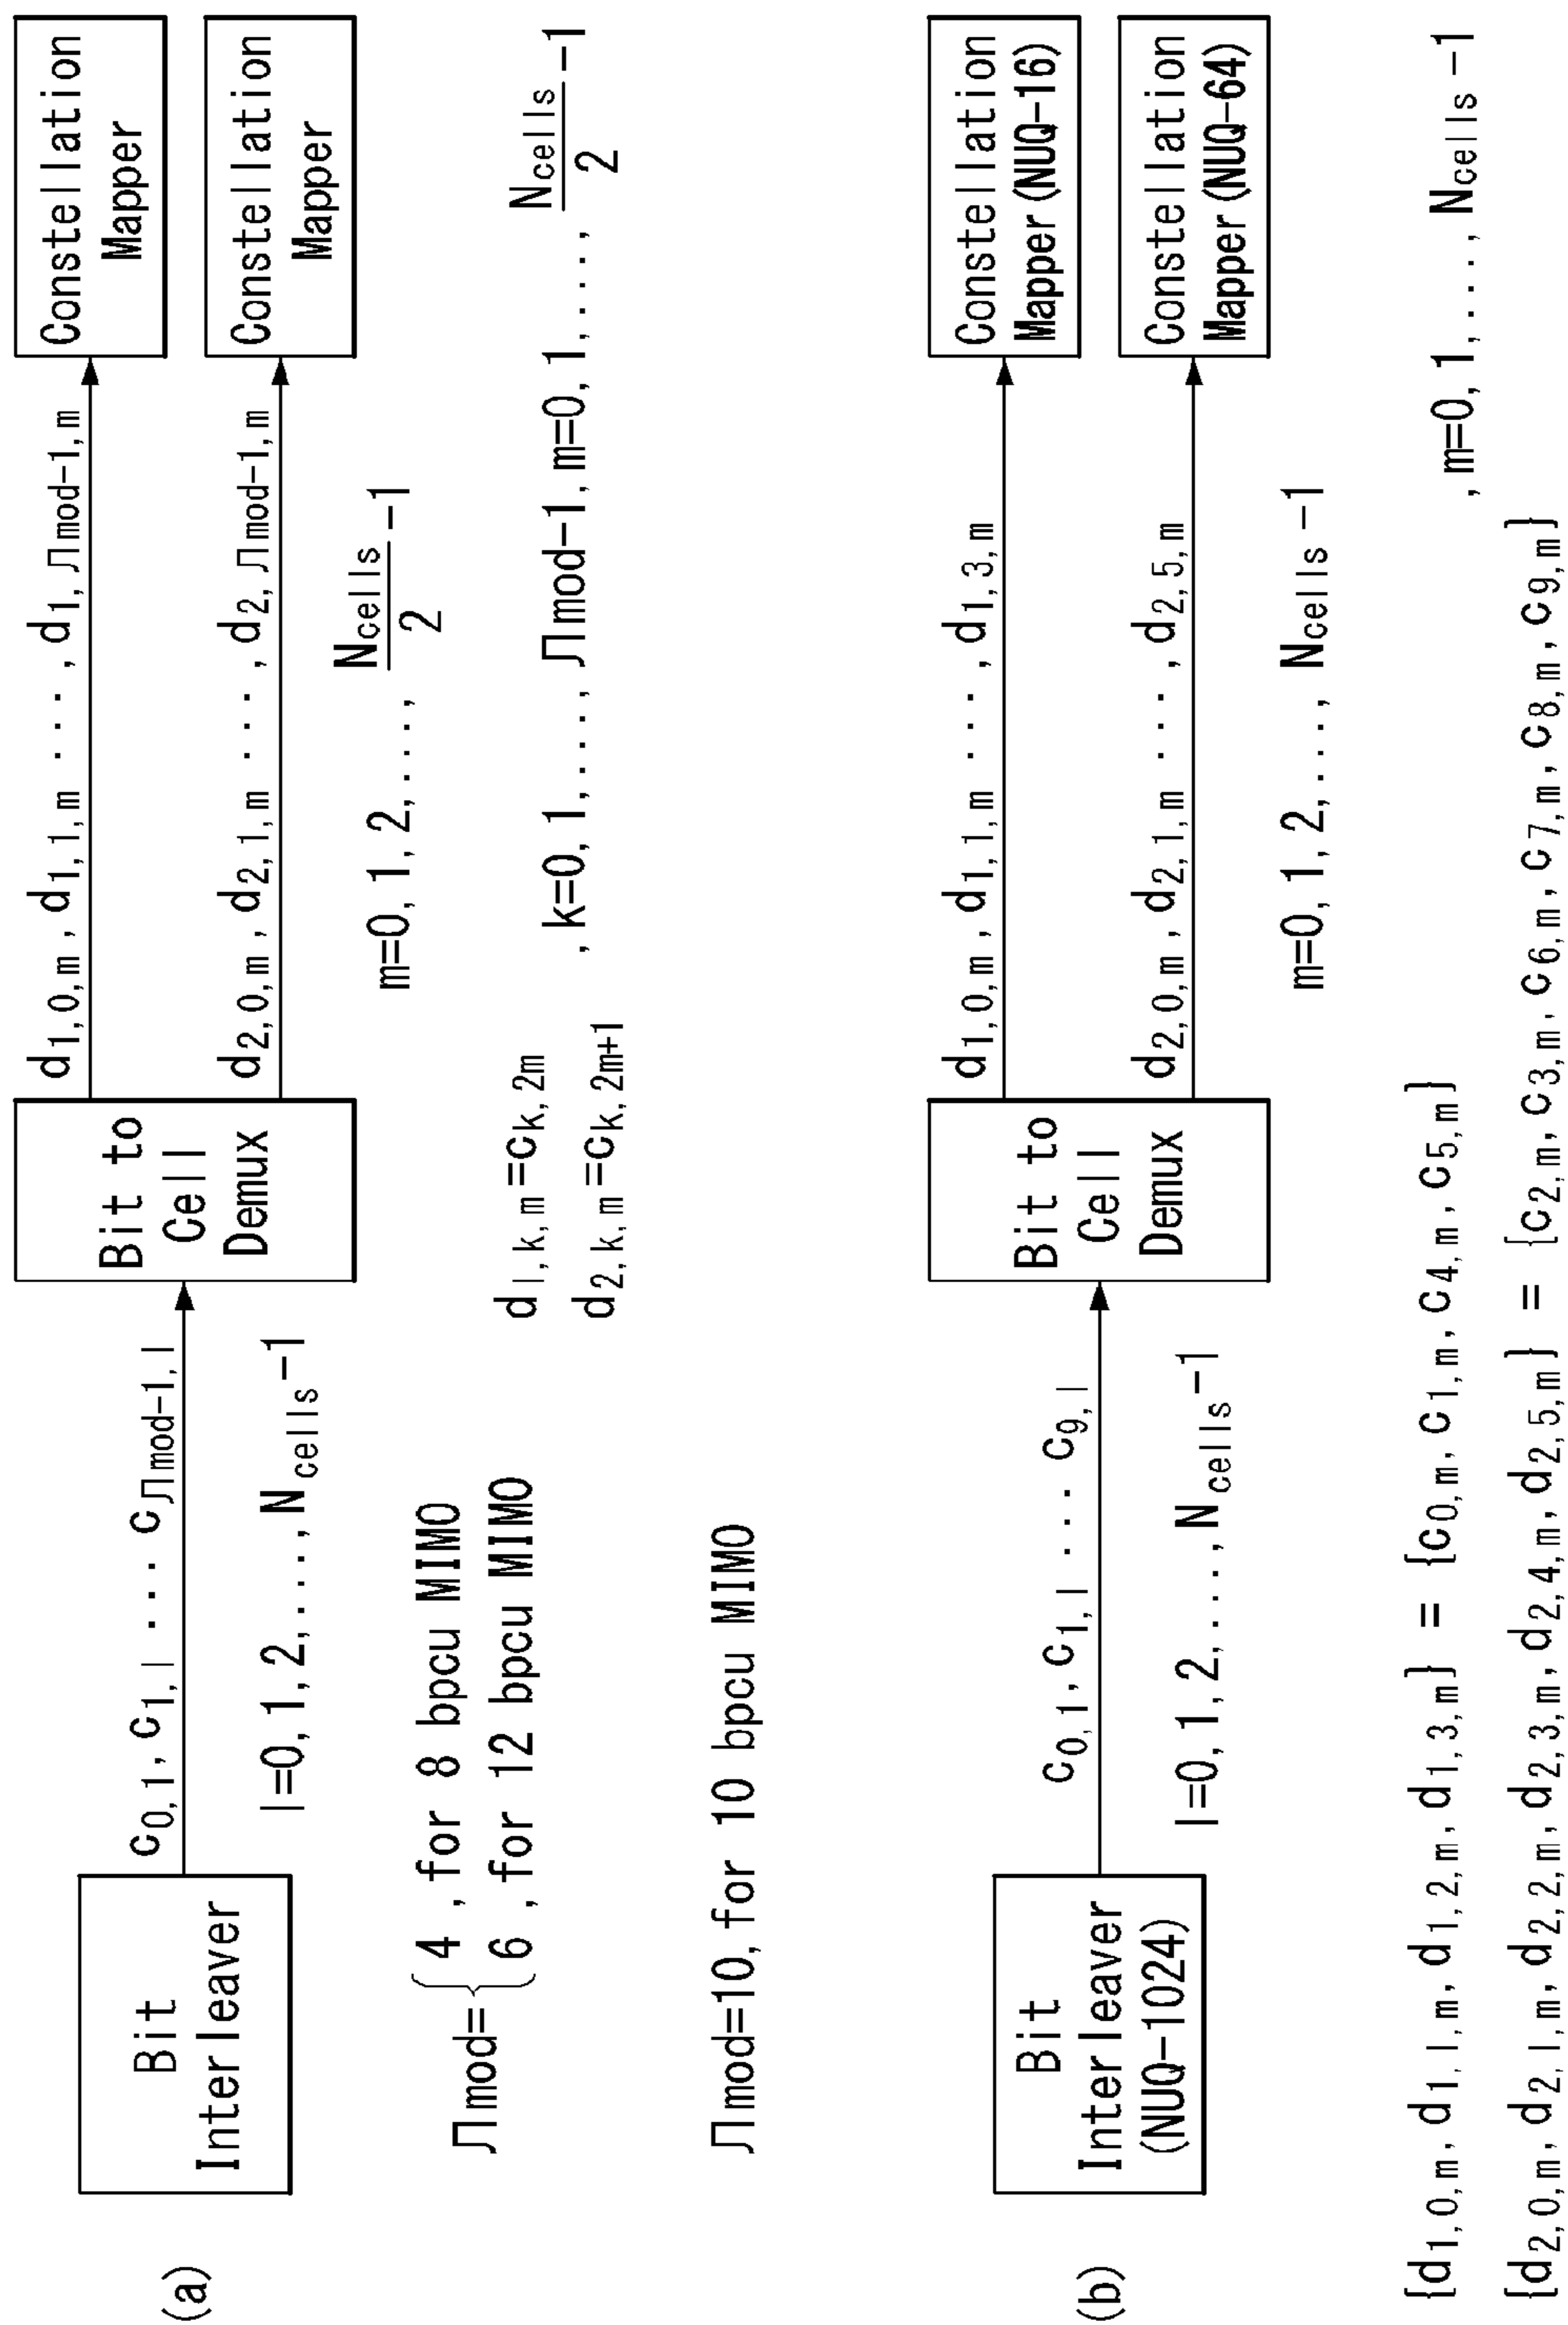 (a)
Bit
Interleaver
c0,1, c1,l ··· cЛmod-1,l
l=0,1,2,...,Ncells-1
Bit to
Cell
Demux
d1,0,m, d1,1,m ···, d1,Лmod-1,m
d2,0,m, d2,1,m ···, d2,Лmod-1,m
m=0,1,2,..., Ncells/2 -1
Constellation
Mapper
Constellation
Mapper
Лmod={ 4 ,for 8 bpcu MIMO
6 ,for 12 bpcu MIMO
d1,k,m=ck,2m
d2,k,m=ck,2m+1
,k=0,1,...,Лmod-1,m=0,1,..., Ncells/2 -1
Лmod=10,for 10 bpcu MIMO
(b)
Bit
Interleaver
(NUQ-1024)
c0,1, c1,l ··· c9,l
l=0,1,2,...,Ncells-1
Bit to
Cell
Demux
d1,0,m, d1,1,m ···, d1,3,m
d2,0,m, d2,1,m ···, d2,5,m
m=0,1,2,..., Ncells-1
Constellation
Mapper(NUQ-16)
Constellation
Mapper(NUQ-64)
{d1,0,m, d1,1,m, d1,2,m, d1,3,m} = {c0,m, c1,m, c4,m, c5,m}
,m=0,1,..., Ncells-1
{d2,0,m, d2,1,m, d2,2,m, d2,3,m, d2,4,m, d2,5,m} = {c2,m, c3,m, c6,m, c7,m, c8,m, c9,m}